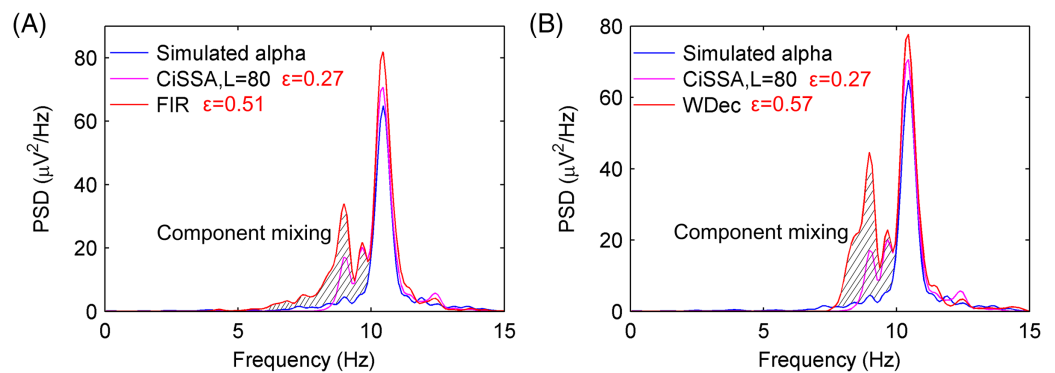 (A)
80
60
40
20
0
PSD (μV²/Hz)
Simulated alpha
CiSSA,L=80 ε=0.27
FIR ε=0.51
Component mixing
0 5 10 15
Frequency (Hz)
(B)
80
60
40
20
0
PSD (μV²/Hz)
Simulated alpha
CiSSA,L=80 ε=0.27
WDec ε=0.57
Component mixing
0 5 10 15
Frequency (Hz)